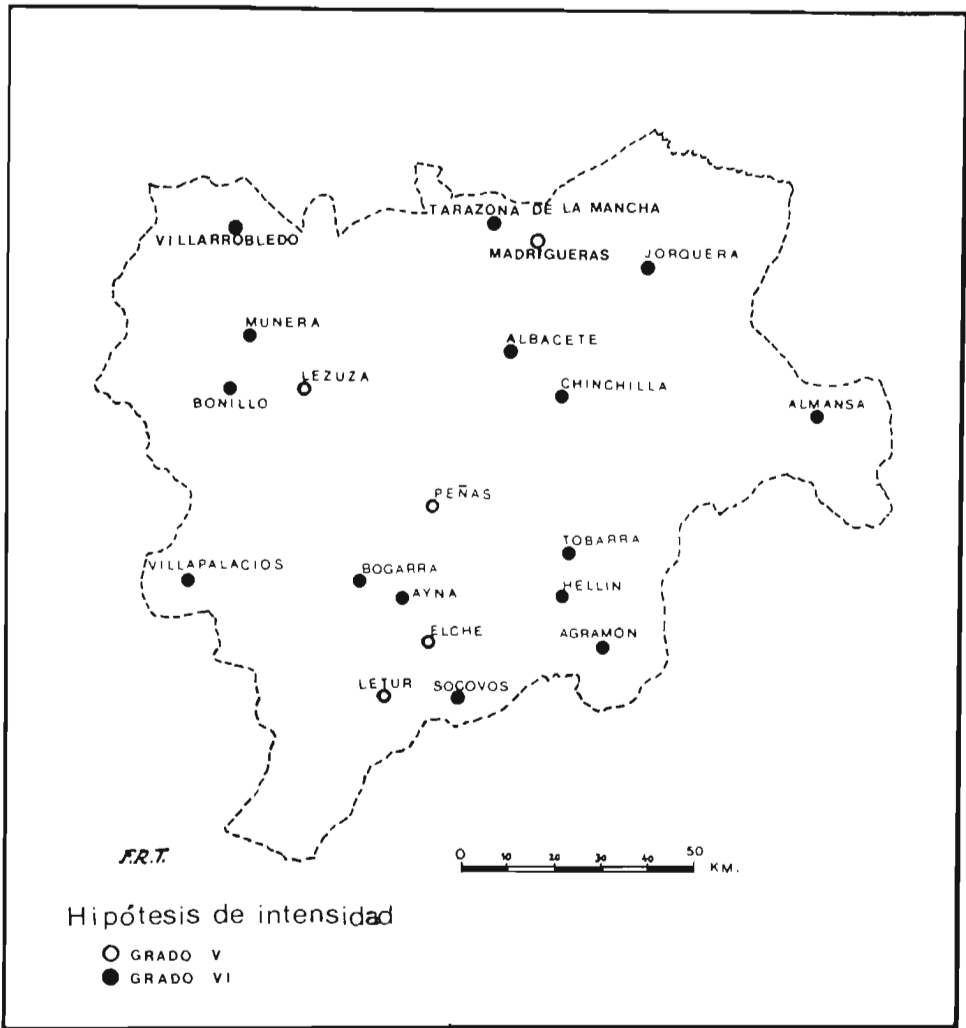 TARAZONA DE LA MANCHA
VILLARROBLEDO
MADRIGUERAS
JORQUERA
MUNERA
ALBACETE
LEZUZA
CHINCHILLA
BONILLO
ALMANSA
PEÑAS
TOBARRA
VILLAPALACIOS
BOGARRA
AYNA
HELLIN
ELCHE
AGRAMÓN
LETUR
SOCOVOS
F.R.T.
0 10 20 30 40 50
KM.
Hipótesis de intensidad
GRADO V
GRADO VI